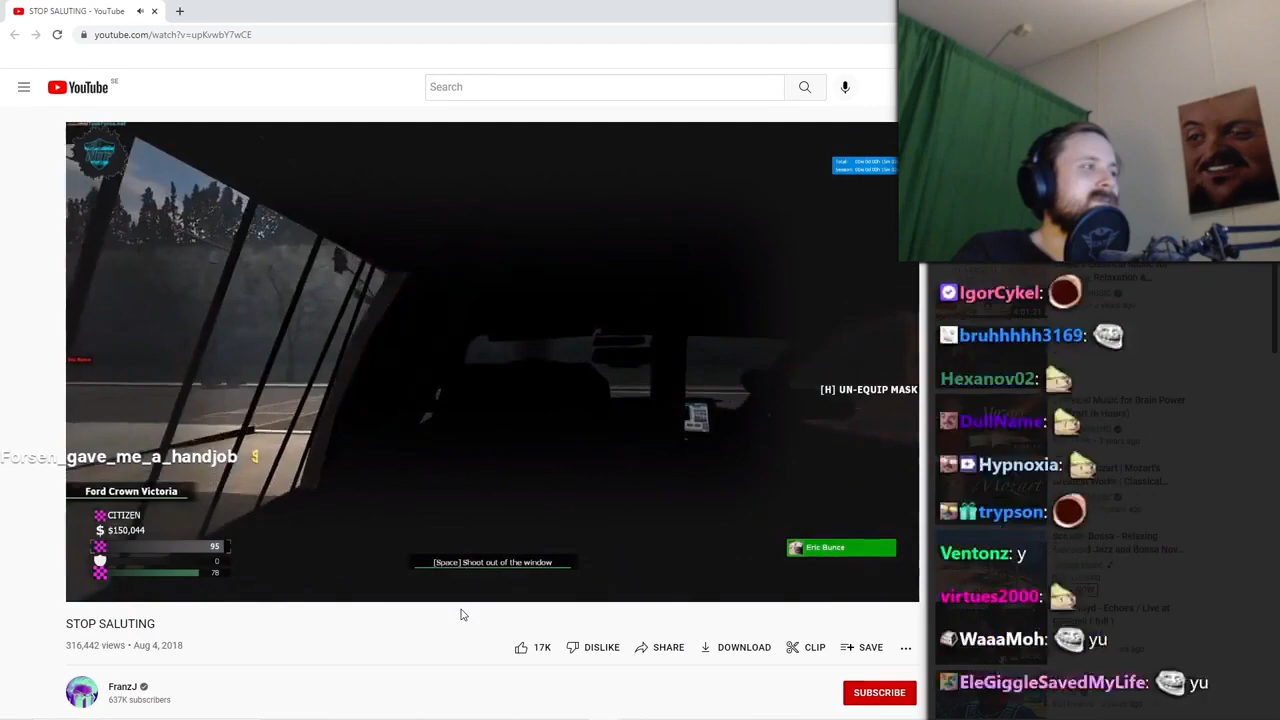 STOP SALUTING - YouTube
youtube.com/watch?v=upKvwbY7wCE
YouTube SE
Search
[H] UN-EQUIP MASK
Eric Bunce
Forsen_gave_me_a_handjob
Ford Crown Victoria
CITIZEN
$150,044
95
0
78
[Space] Shoot out of the window
Eric Bunce
STOP SALUTING
316,442 views • Aug 4, 2018
17K
DISLIKE
SHARE
DOWNLOAD
CLIP
SAVE
FranzJ
637K subscribers
SUBSCRIBE
IgorCykel:
bruhhhhh3169:
Hexanov02:
DullName:
Hypnoxia:
trypson:
Ventonz: y
virtues2000:
WaaaMoh: yu
EleGiggleSavedMyLife: yu